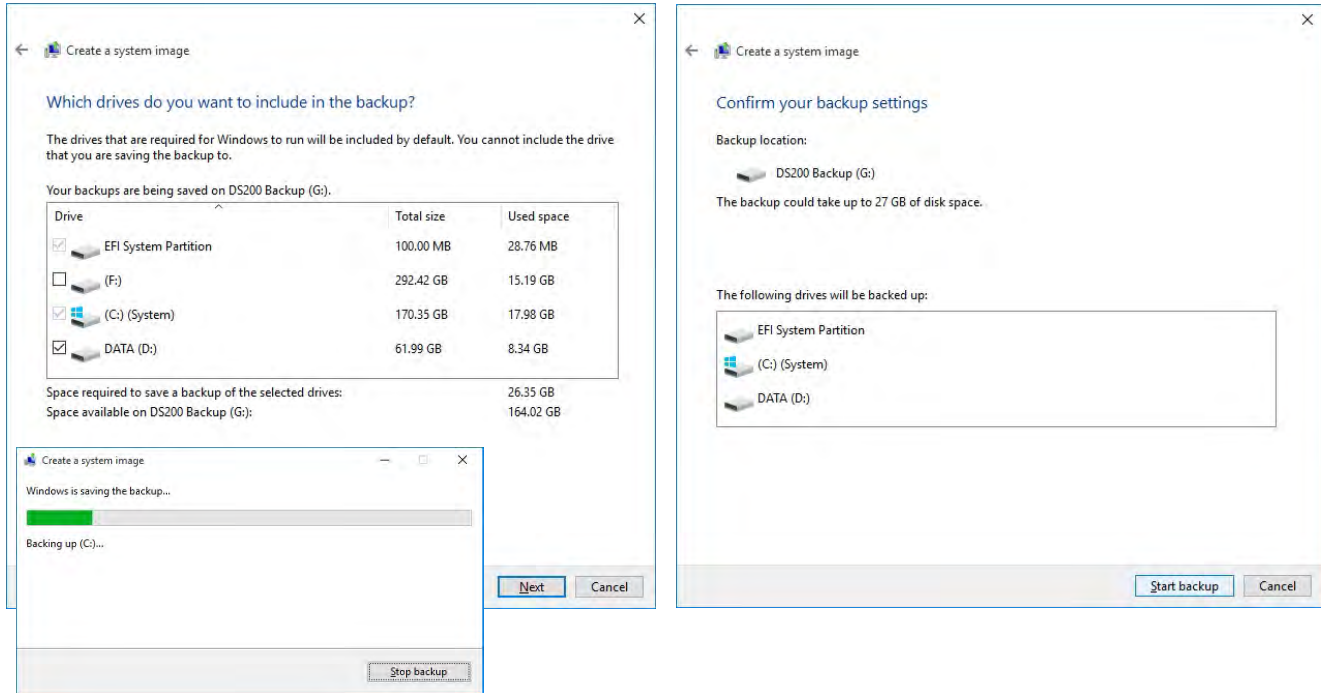 Create a system image
Which drives do you want to include in the backup?
The drives that are required for Windows to run will be included by default. You cannot include the drive
that you are saving the backup to.
Your backups are being saved on DS200 Backup (G:).
Drive Total size Used space
EFI System Partition 100.00 MB 28.76 MB
(F:) 292.42 GB 15.19 GB
(C:) (System) 170.35 GB 17.98 GB
DATA (D:) 61.99 GB 8.34 GB
Space required to save a backup of the selected drives: 26.35 GB
Space available on DS200 Backup (G:): 164.02 GB
Next Cancel
Create a system image
Windows is saving the backup...
Backing up (C:)...
Stop backup
Create a system image
Confirm your backup settings
Backup location:
DS200 Backup (G:)
The backup could take up to 27 GB of disk space.
The following drives will be backed up:
EFI System Partition
(C:) (System)
DATA (D:)
Start backup Cancel